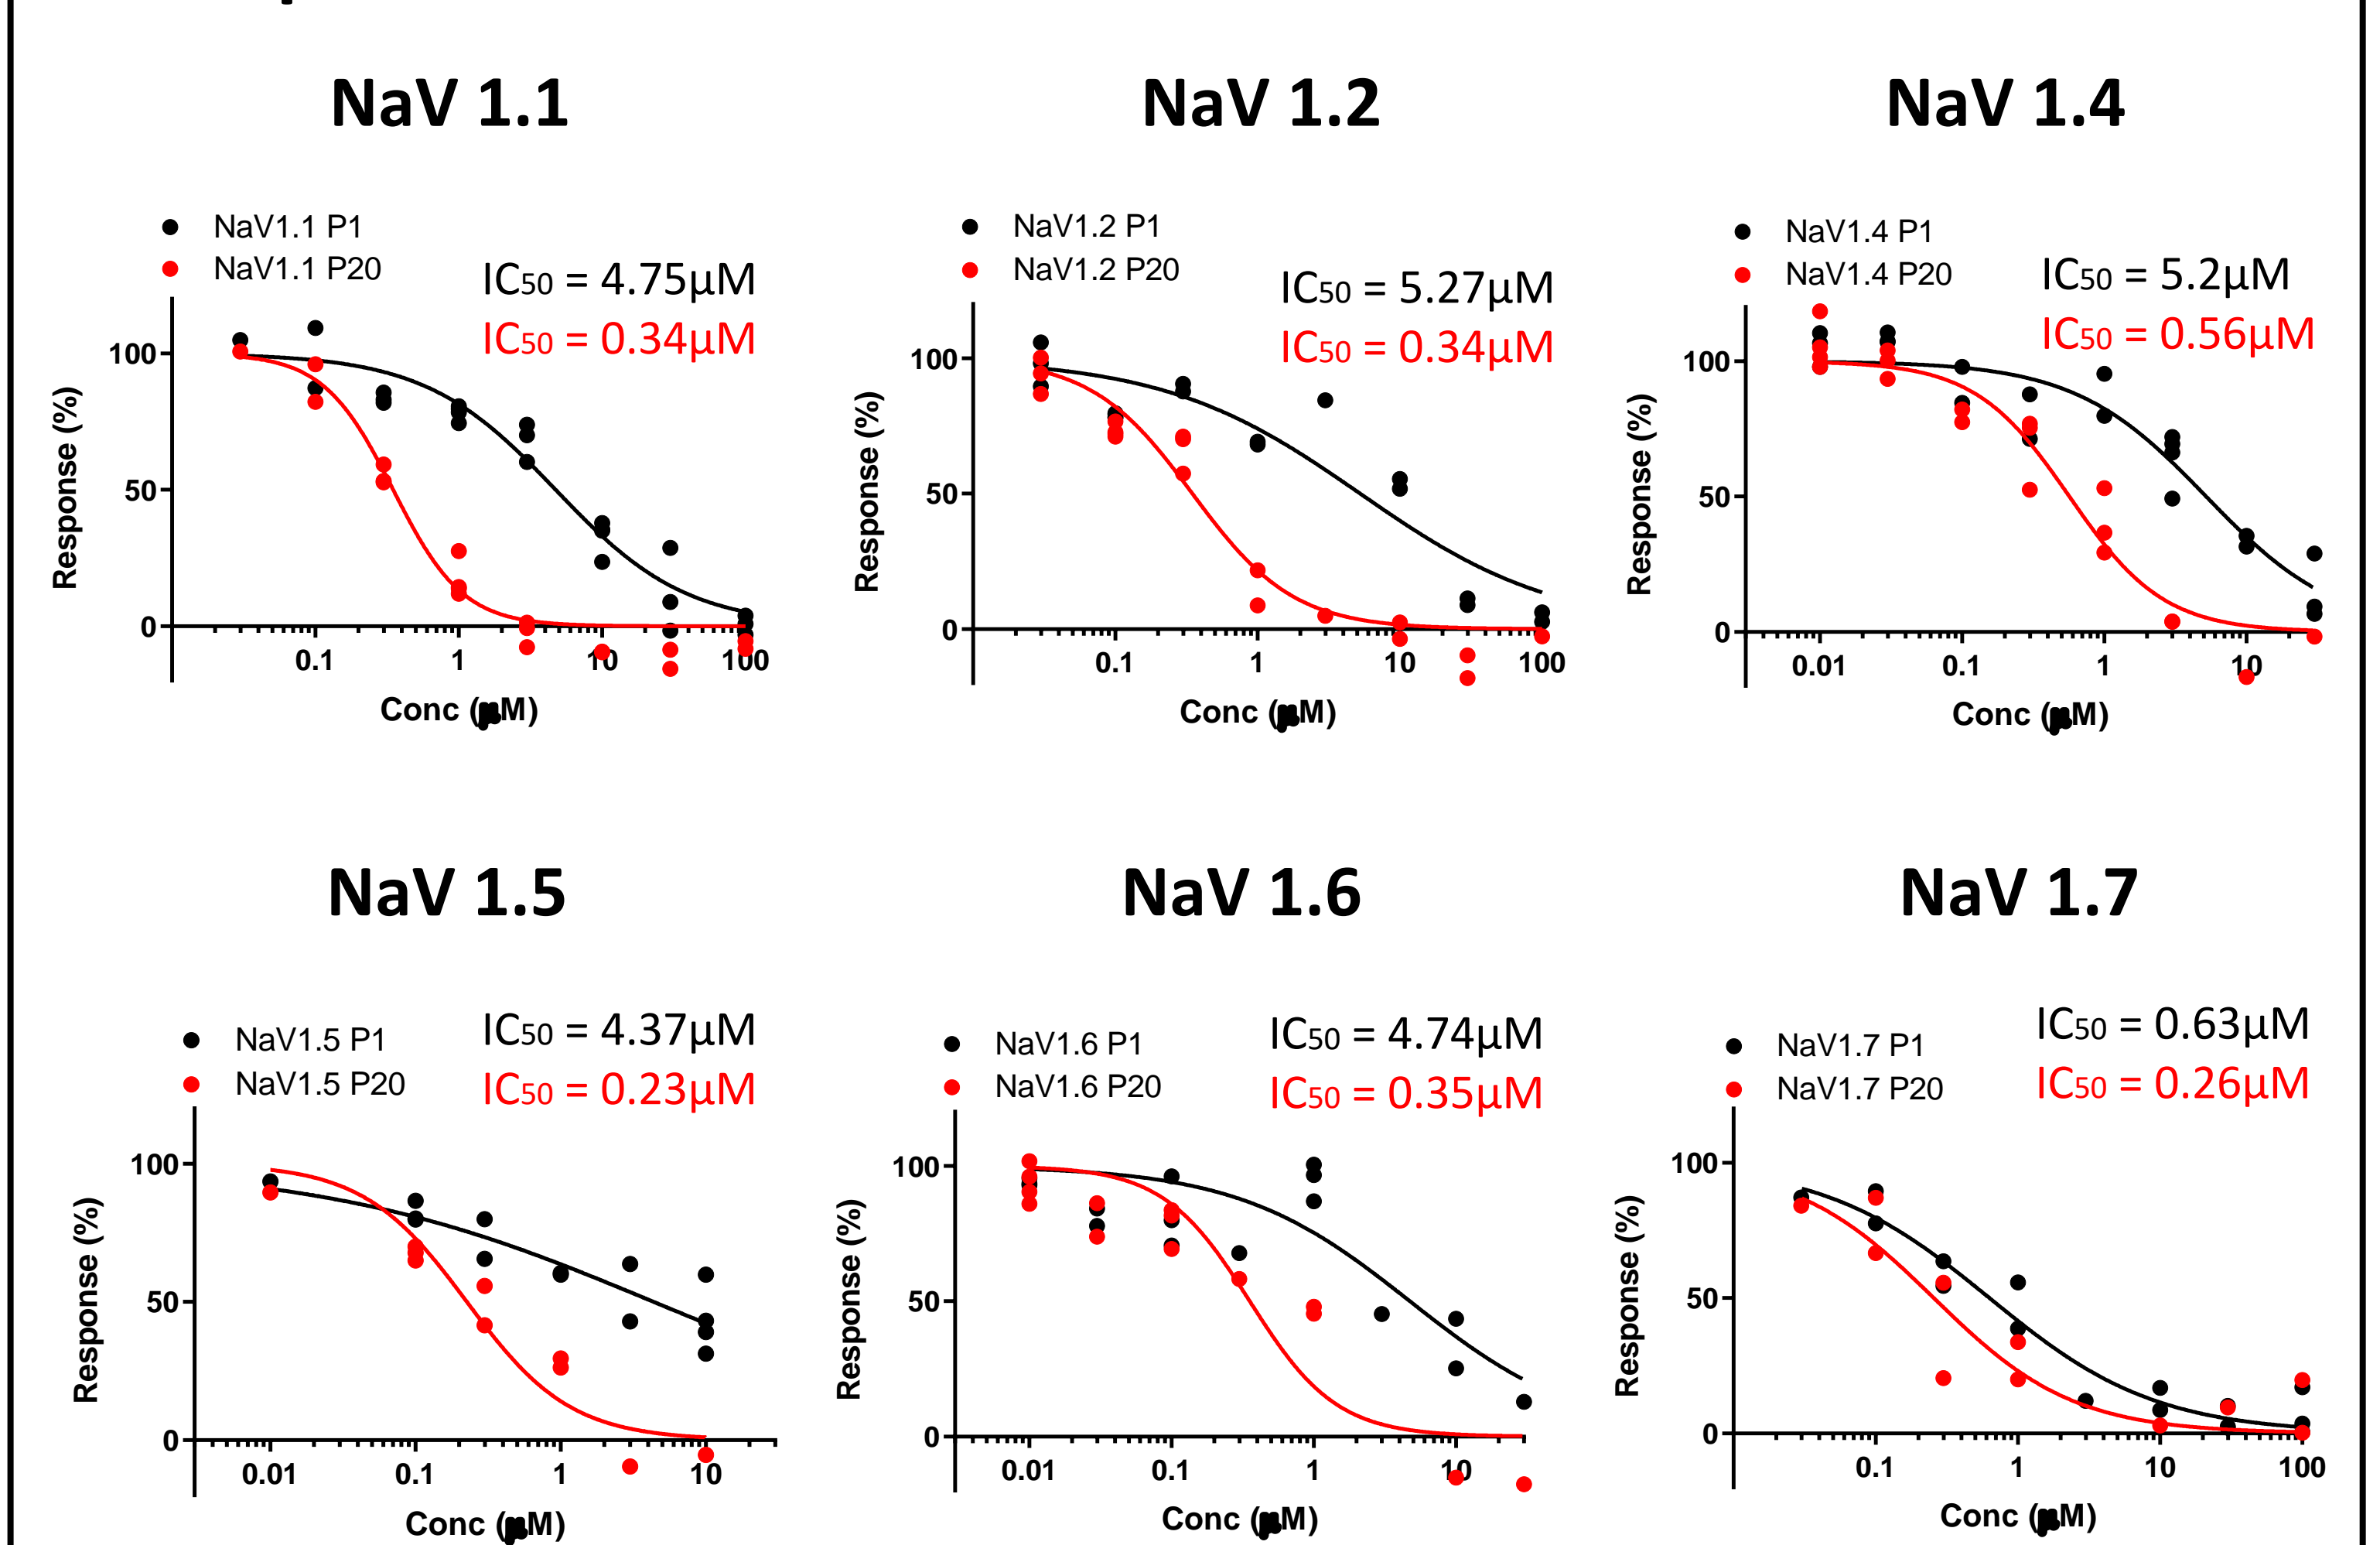 NaV 1.1
NaV 1.2
NaV 1.4
NaV1.1 P1
NaV1.1 P20
IC50 = 4.75µM
IC50 = 0.34µM
Response (%)
100
50
0
0.1
1
10
100
Conc (µM)
NaV1.2 P1
NaV1.2 P20
IC50 = 5.27µM
IC50 = 0.34µM
Response (%)
100
50
0
0.1
1
10
100
Conc (µM)
NaV1.4 P1
NaV1.4 P20
IC50 = 5.2µM
IC50 = 0.56µM
Response (%)
100
50
0
0.01
0.1
1
10
Conc (µM)
NaV 1.5
NaV 1.6
NaV 1.7
NaV1.5 P1
NaV1.5 P20
IC50 = 4.37µM
IC50 = 0.23µM
Response (%)
100
50
0
0.01
0.1
1
10
Conc (µM)
NaV1.6 P1
NaV1.6 P20
IC50 = 4.74µM
IC50 = 0.35µM
Response (%)
100
50
0
0.01
0.1
1
10
Conc (µM)
NaV1.7 P1
NaV1.7 P20
IC50 = 0.63µM
IC50 = 0.26µM
Response (%)
100
50
0
0.1
1
10
100
Conc (µM)